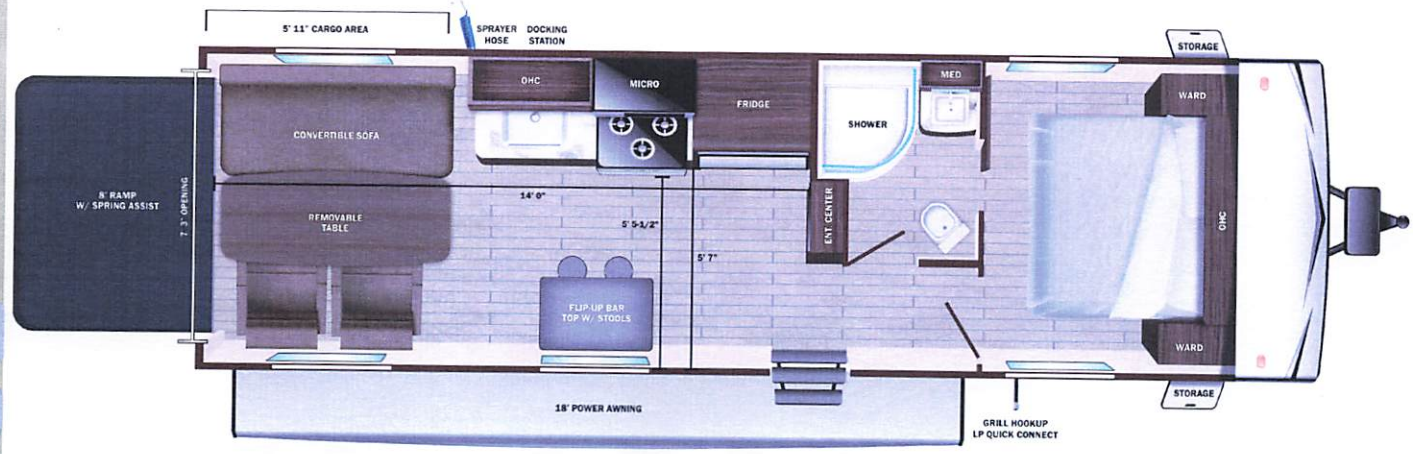 5' 11" CARGO AREA
SPRAYER
HOSE
DOCKING
STATION
STORAGE
OHC
MICRO
FRIDGE
SHOWER
MED
WARD
CONVERTIBLE SOFA
8' RAMP
W/ SPRING ASSIST
7' 3" OPENING
14' 0"
REMOVABLE
TABLE
5' 5-1/2"
5' 7"
ENT. CENTER
OHC
FLIP-UP BAR
TOP W/ STOOLS
WARD
STORAGE
18' POWER AWNING
GRILL HOOKUP
LP QUICK CONNECT